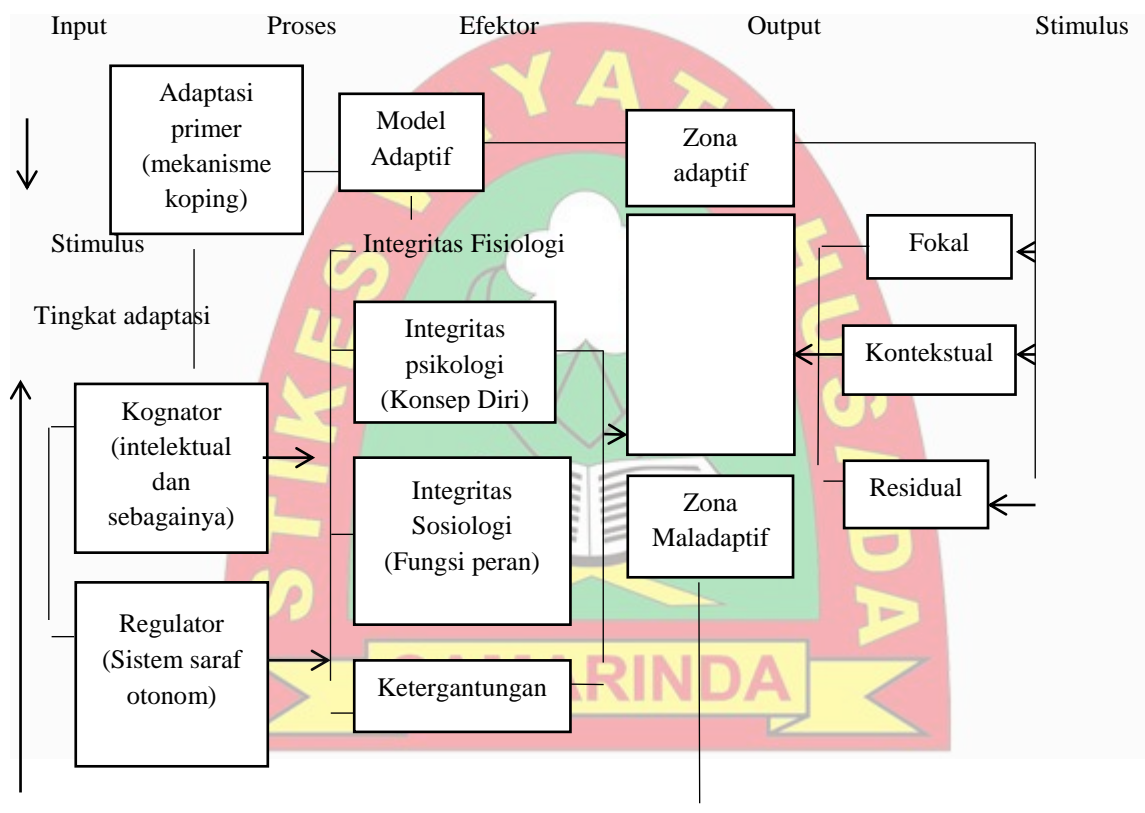 Input Proses Efektor Output Stimulus
Adaptasi
primer
(mekanisme
koping)
Model
Adaptif
Zona
adaptif
Stimulus
Integritas Fisiologi
Fokal
Tingkat adaptasi
Integritas
psikologi
(Konsep Diri)
Kontekstual
Kognator
(intelektual
dan
sebagainya)
Integritas
Sosiologi
(Fungsi peran)
Zona
Maladaptif
Residual
Regulator
(Sistem saraf
otonom)
Ketergantungan